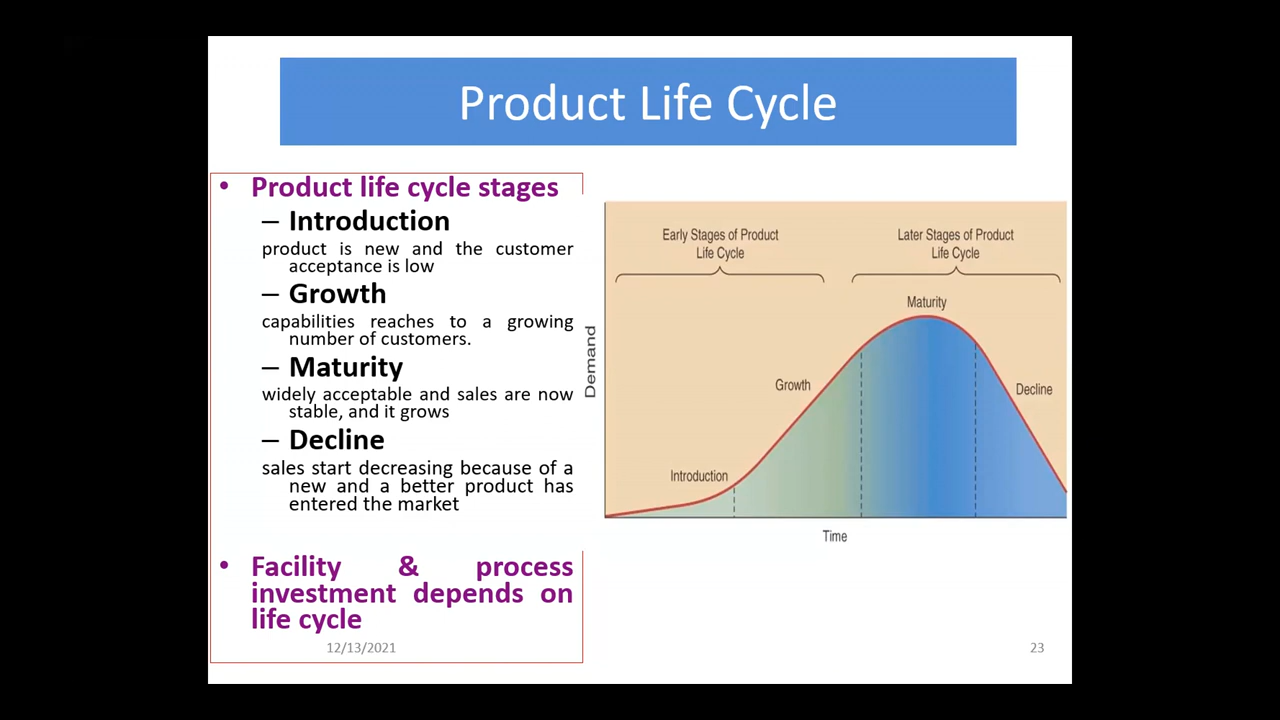 Product Life Cycle
• Product life cycle stages
– Introduction
product is new and the customer
acceptance is low
– Growth
capabilities reaches to a growing
number of customers.
– Maturity
widely acceptable and sales are now
stable, and it grows
– Decline
sales start decreasing because of a
new and a better product has
entered the market
• Facility & process
investment depends on
life cycle
Early Stages of Product
Life Cycle
Later Stages of Product
Life Cycle
Maturity
Demand
Growth
Decline
Introduction
Time
12/13/2021
23